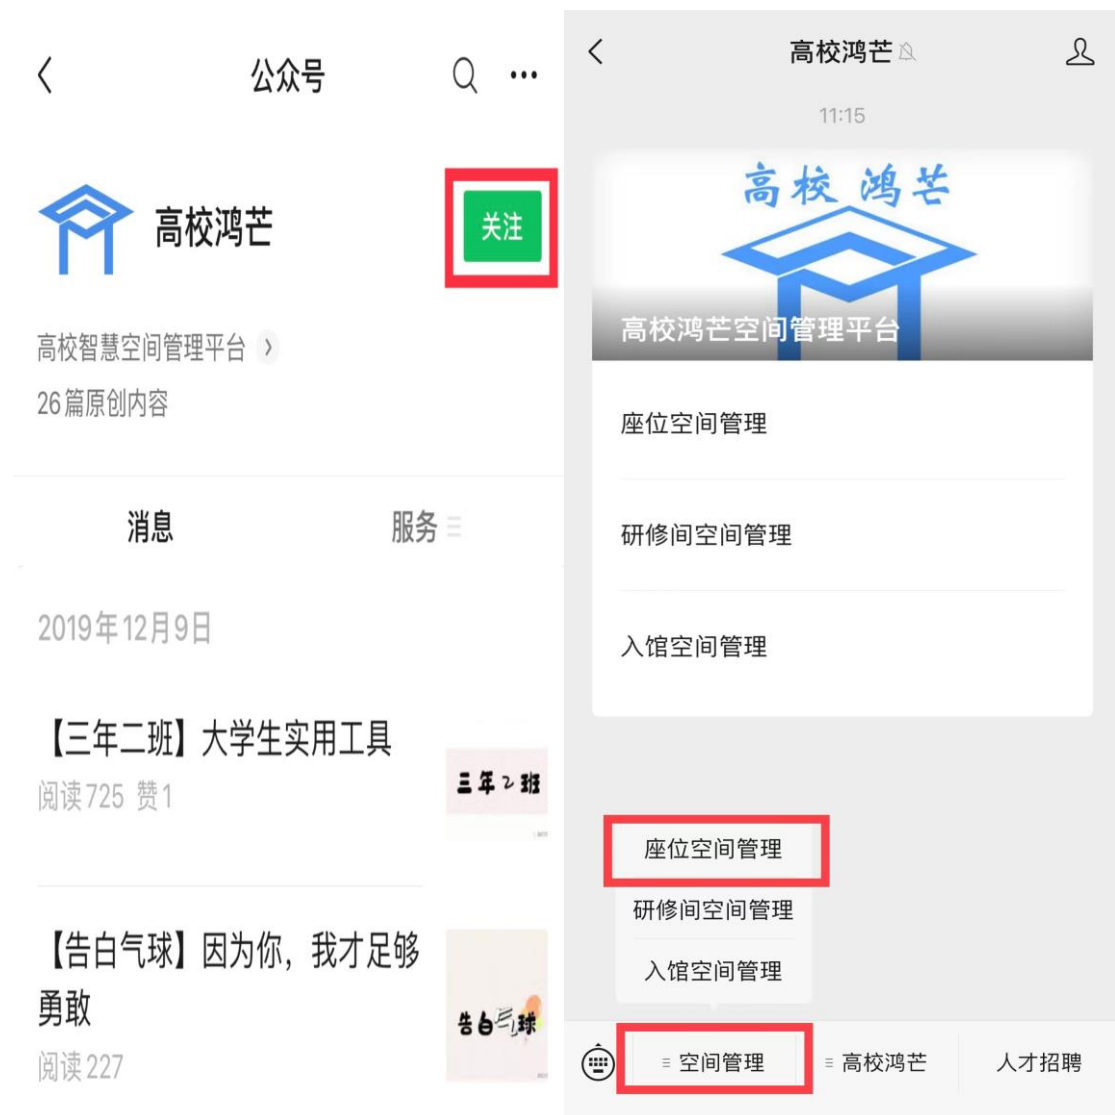 公众号
高校鸿芒
关注
高校智慧空间管理平台
26篇原创内容
消息
服务
2019年12月9日
【三年二班】大学生实用工具
阅读725 赞1
三年2班
【告白气球】因为你，我才足够
勇敢
阅读227
告白气球
高校鸿芒
11:15
高校鸿芒
高校鸿芒空间管理平台
座位空间管理
研修间空间管理
入馆空间管理
座位空间管理
研修间空间管理
入馆空间管理
空间管理
高校鸿芒
人才招聘